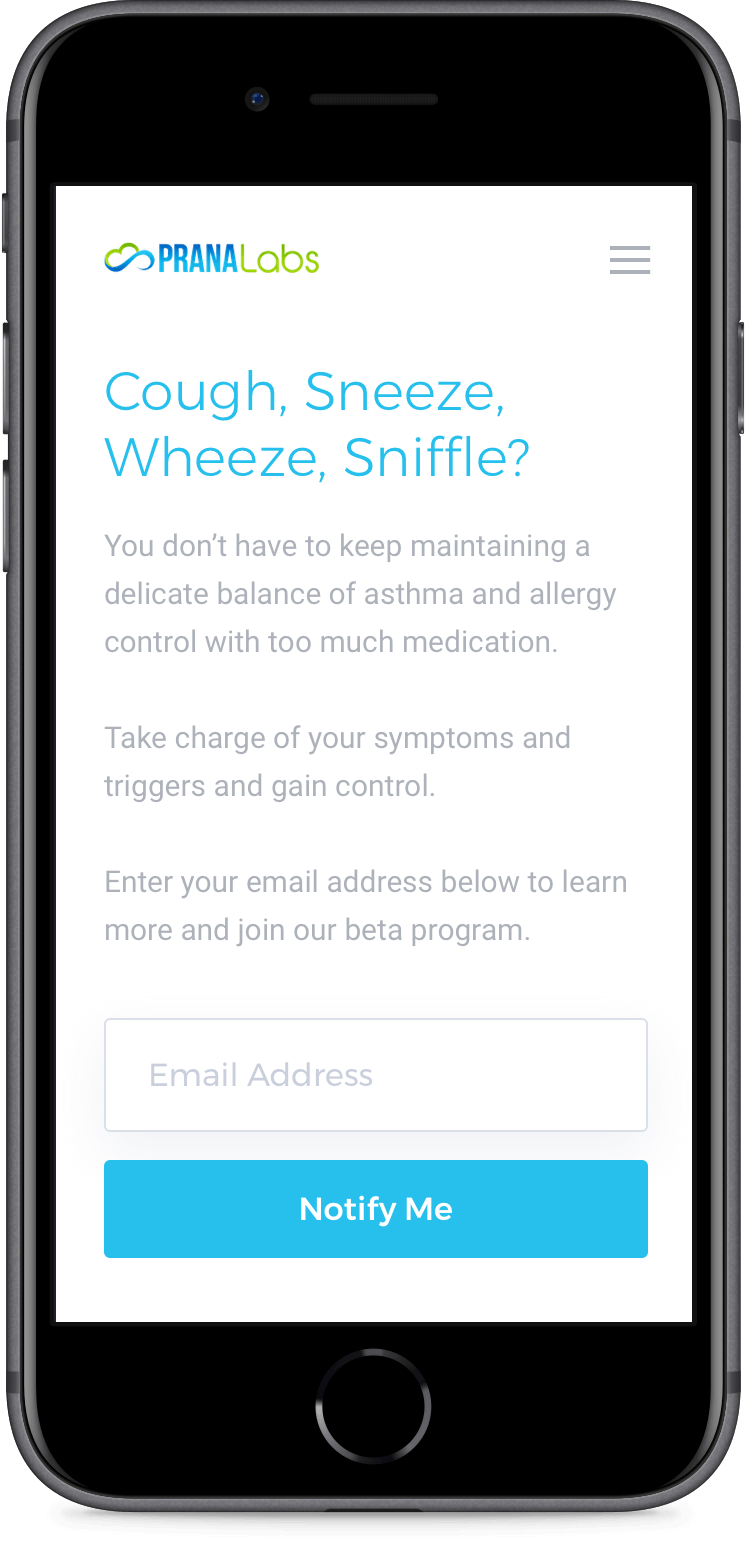 PRANALabs
Cough, Sneeze,
Wheeze, Sniffle?
You don’t have to keep maintaining a
delicate balance of asthma and allergy
control with too much medication.
Take charge of your symptoms and
triggers and gain control.
Enter your email address below to learn
more and join our beta program.
Email Address
Notify Me